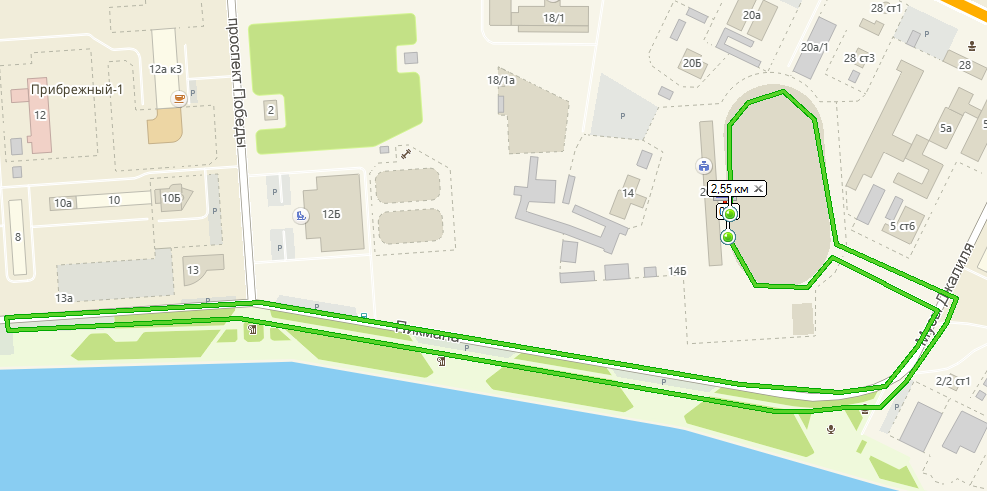 18/1
20а
28 ст1
20а/1
28 ст3
28
20Б
12а к3
Прибрежный-1
12
проспект Победы
2
18/1а
Р
Р
Р
5а
5
14
2,55 км
12Б
10а
10
10Б
Р
Р
Р
8
13
13а
14Б
5 ст6
Мусы Джалиля
Р
Р
Р
Пикмана
Р
Р
2/2 ст1
Р